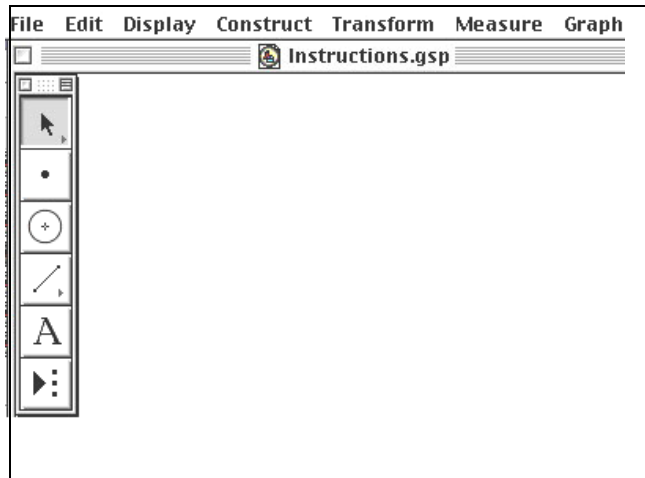 File Edit Display Construct Transform Measure Graph
Instructions.gsp
A